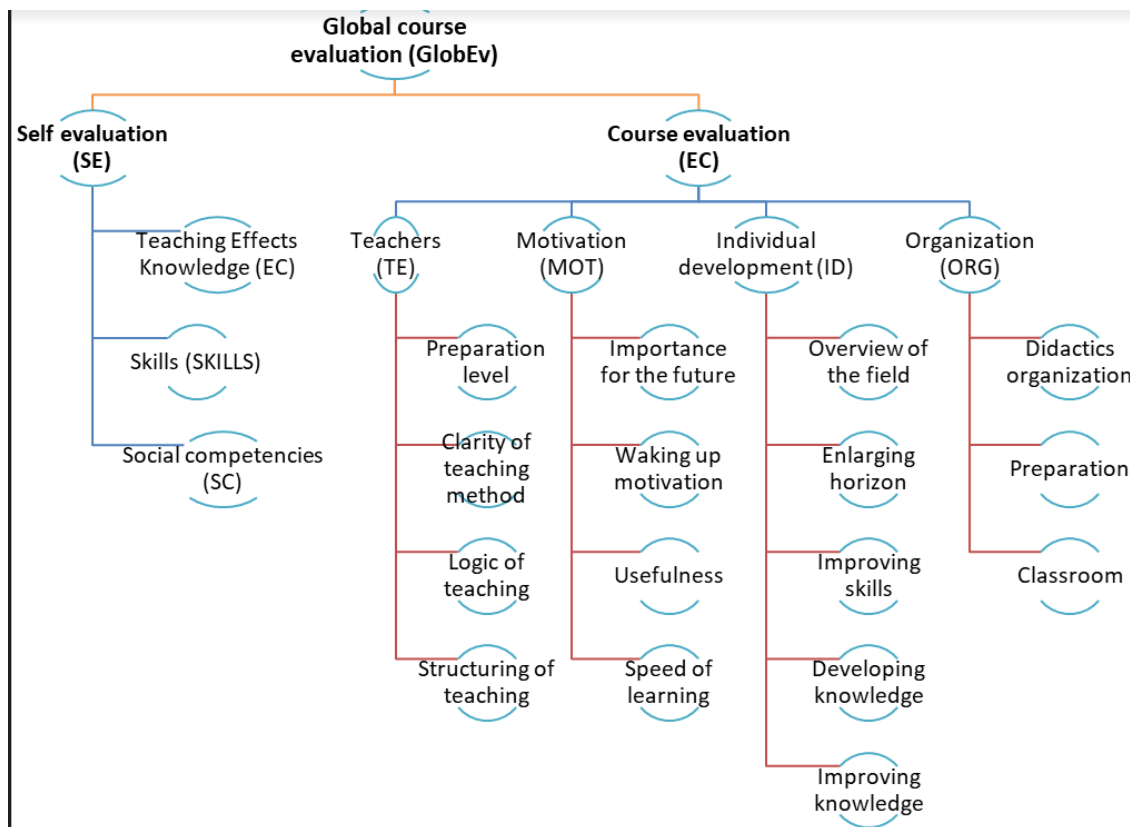 Global course
evaluation (GlobEv)
Self evaluation
(SE)
Course evaluation
(EC)
Teaching Effects
Knowledge (EC)
Skills (SKILLS)
Social competencies
(SC)
Teachers
(TE)
Preparation
level
Clarity of
teaching
method
Logic of
teaching
Structuring of
teaching
Motivation
(MOT)
Importance
for the future
Waking up
motivation
Usefulness
Speed of
learning
Individual
development (ID)
Overview of
the field
Enlarging
horizon
Improving
skills
Developing
knowledge
Improving
knowledge
Organization
(ORG)
Didactics
organization
Preparation
Classroom